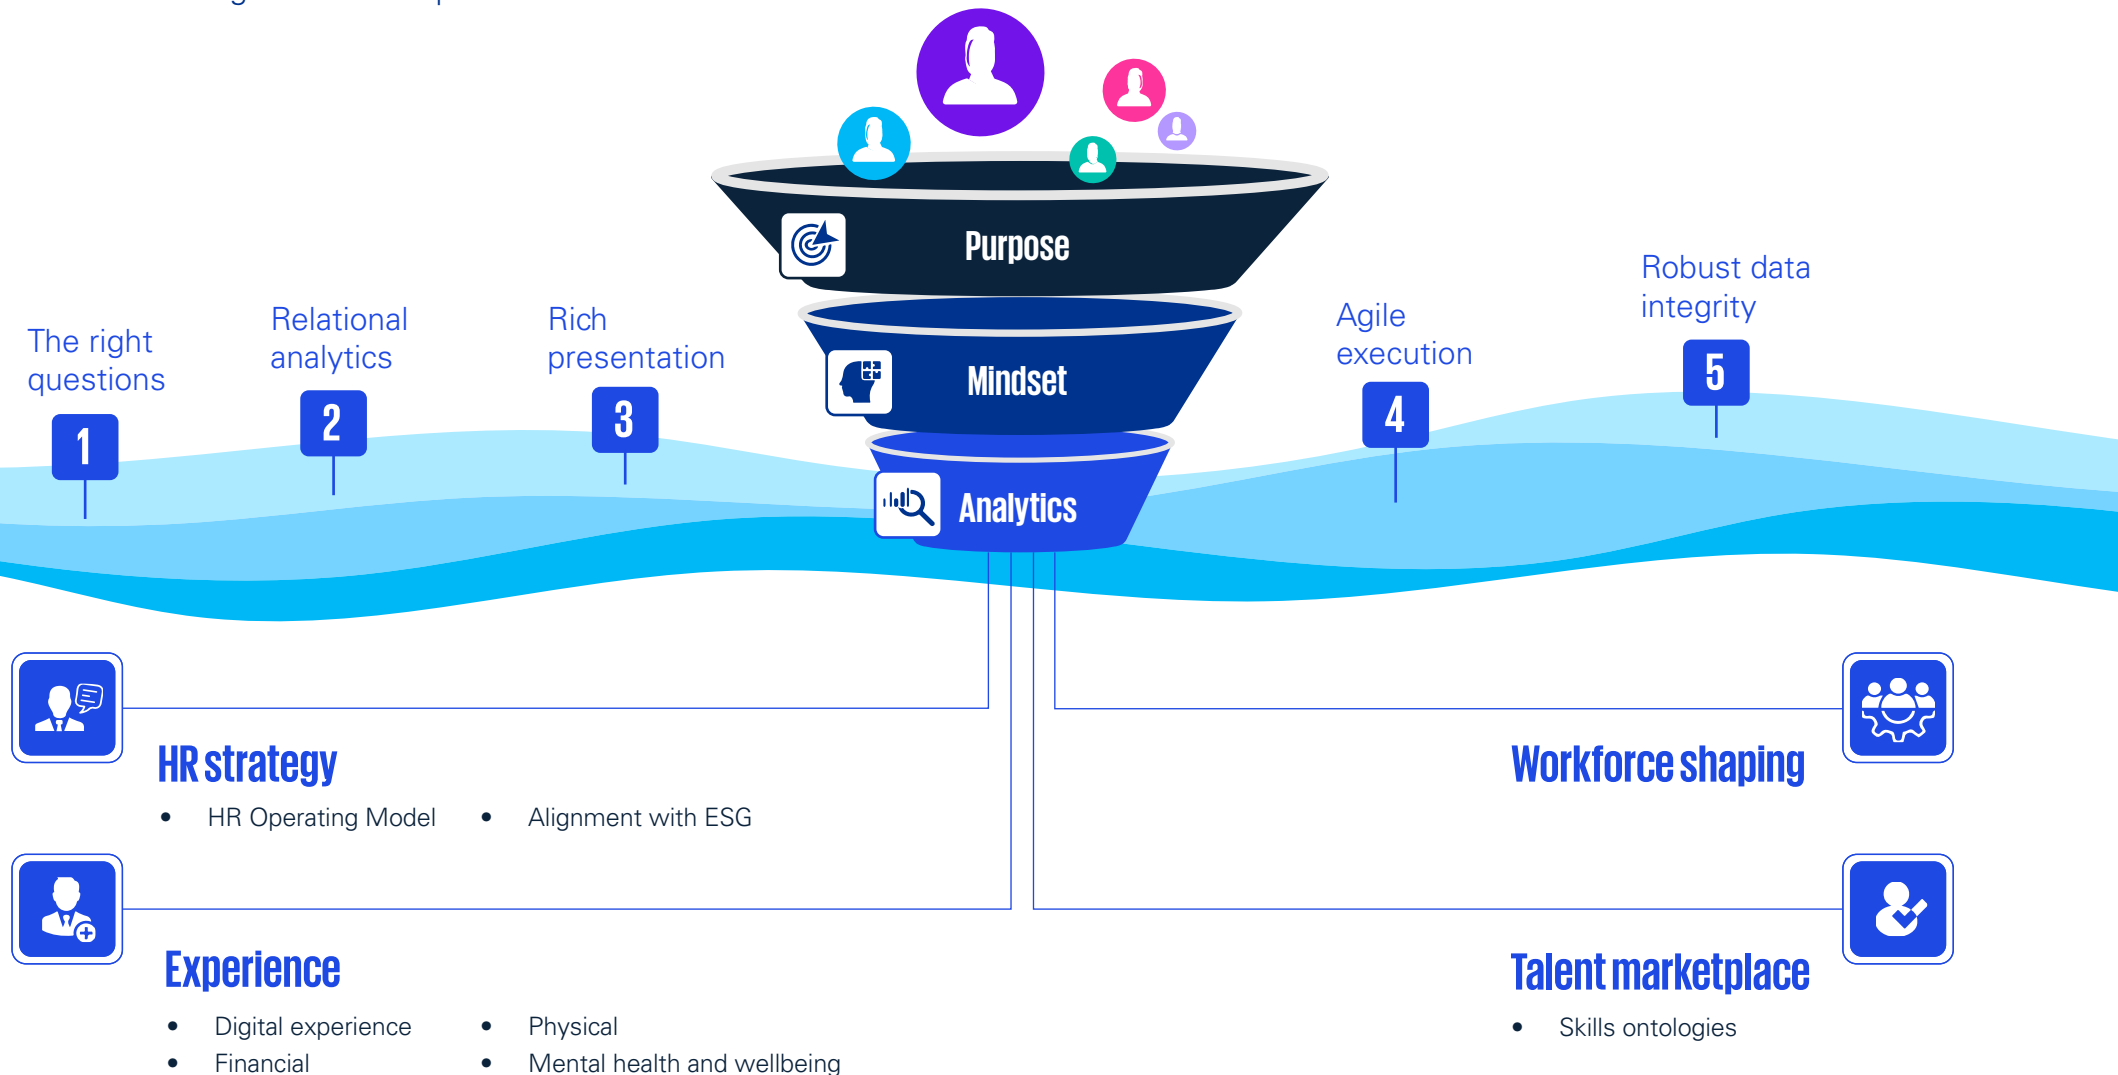 Purpose
Mindset
Analytics
The right
questions
1
Relational
analytics
2
Rich
presentation
3
Agile
execution
4
Robust data
integrity
5
HR strategy
• HR Operating Model
• Alignment with ESG
Experience
• Digital experience
• Financial
• Physical
• Mental health and wellbeing
Workforce shaping
Talent marketplace
• Skills ontologies